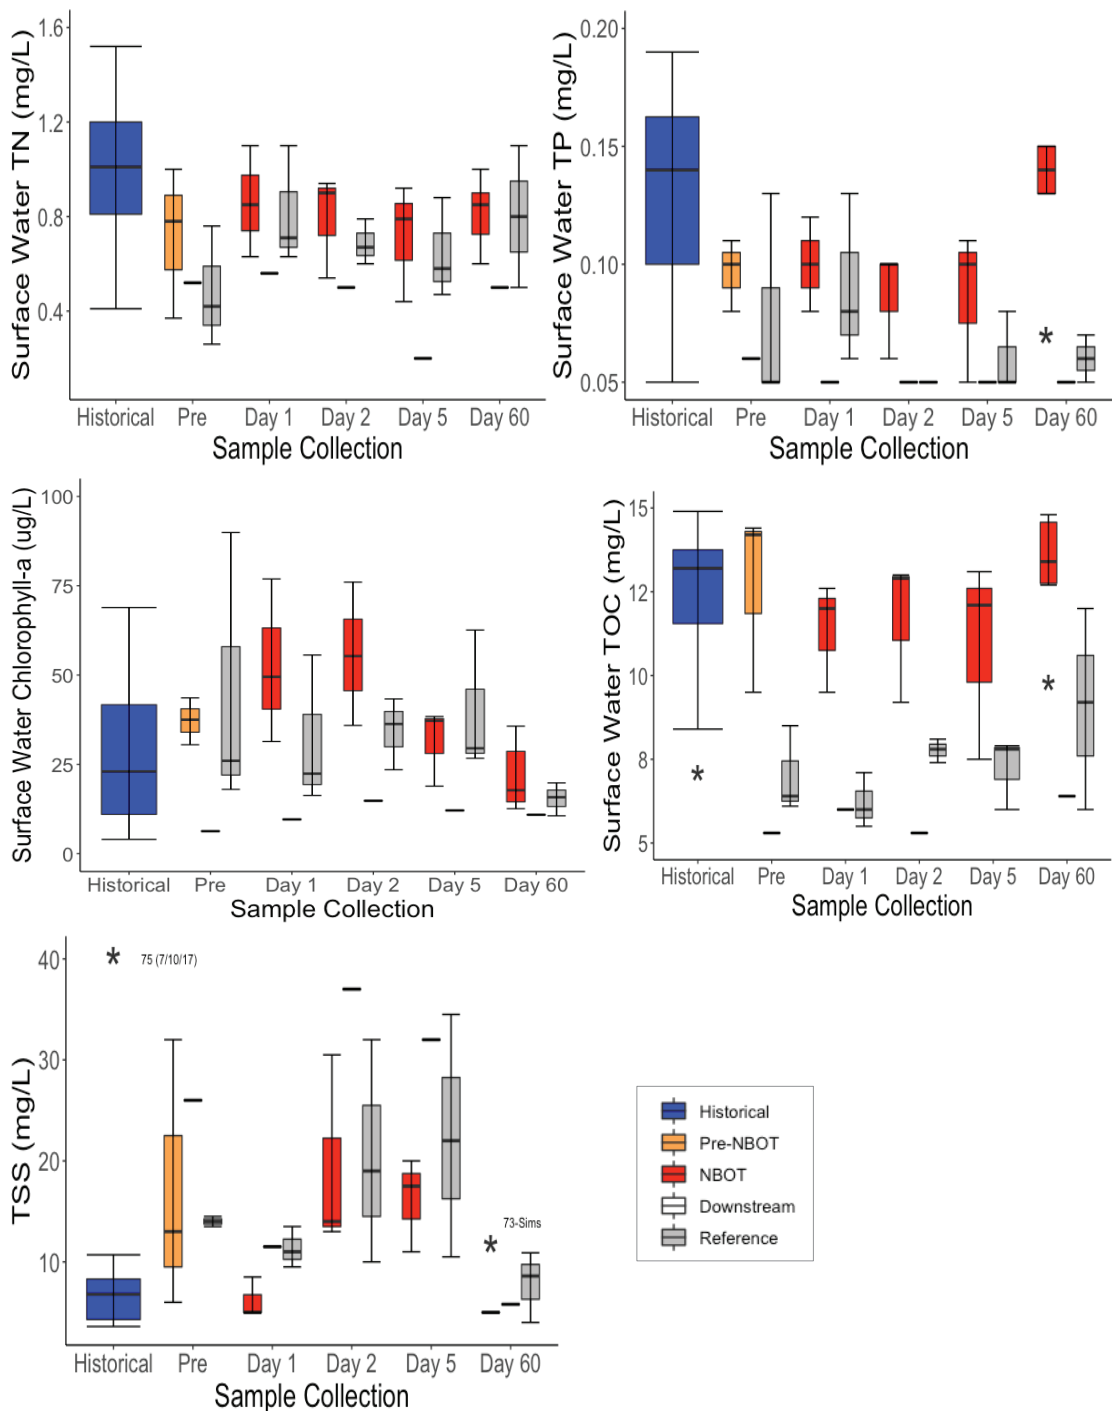 Surface Water TN (mg/L)
1.6
1.2
0.8
0.4
Historical Pre Day 1 Day 2 Day 5 Day 60
Sample Collection
Surface Water TP (mg/L)
0.20
0.15
0.10
0.05
Historical Pre Day 1 Day 2 Day 5 Day 60
Sample Collection
Surface Water Chlorophyll-a (ug/L)
100
75
50
25
0
Historical Pre Day 1 Day 2 Day 5 Day 60
Sample Collection
Surface Water TOC (mg/L)
15
12
10
8
5
Historical Pre Day 1 Day 2 Day 5 Day 60
Sample Collection
TSS (mg/L)
40
30
20
10
75 (7/10/17)
73-Sims
Historical Pre Day 1 Day 2 Day 5 Day 60
Sample Collection
Historical
Pre-NBOT
NBOT
Downstream
Reference